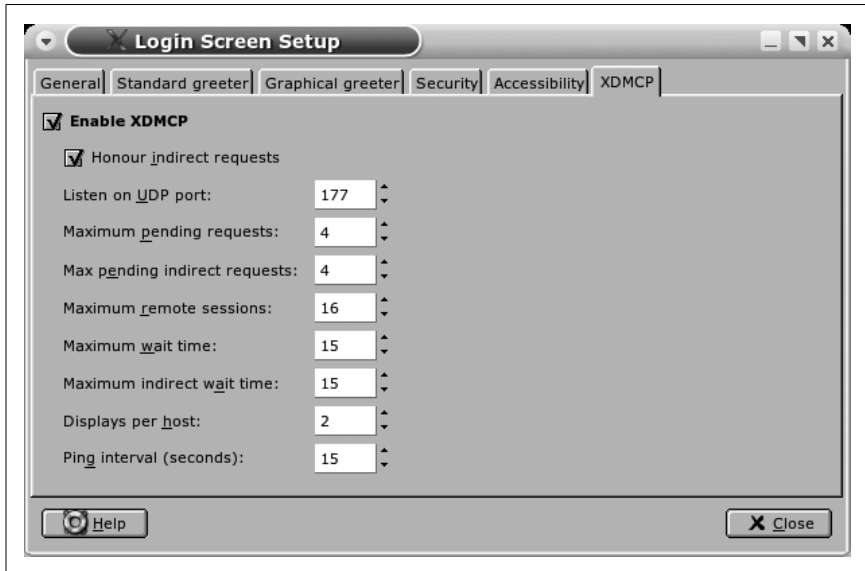 Login Screen Setup
General Standard greeter Graphical greeter Security Accessibility XDMCP
Enable XDMCP
Honour indirect requests
Listen on UDP port: 177
Maximum pending requests: 4
Max pending indirect requests: 4
Maximum remote sessions: 16
Maximum wait time: 15
Maximum indirect wait time: 15
Displays per host: 2
Ping interval (seconds): 15
Help Close